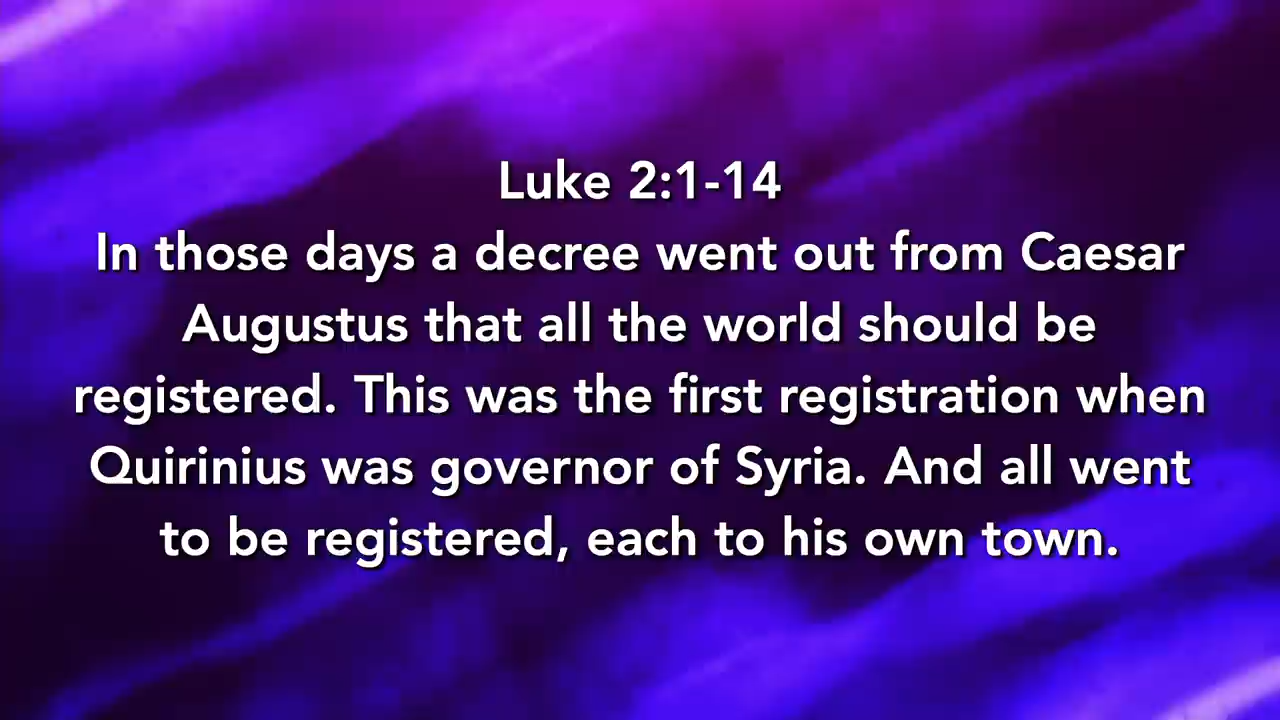 Luke 2:1-14
In those days a decree went out from Caesar
Augustus that all the world should be
registered. This was the first registration when
Quirinius was governor of Syria. And all went
to be registered, each to his own town.